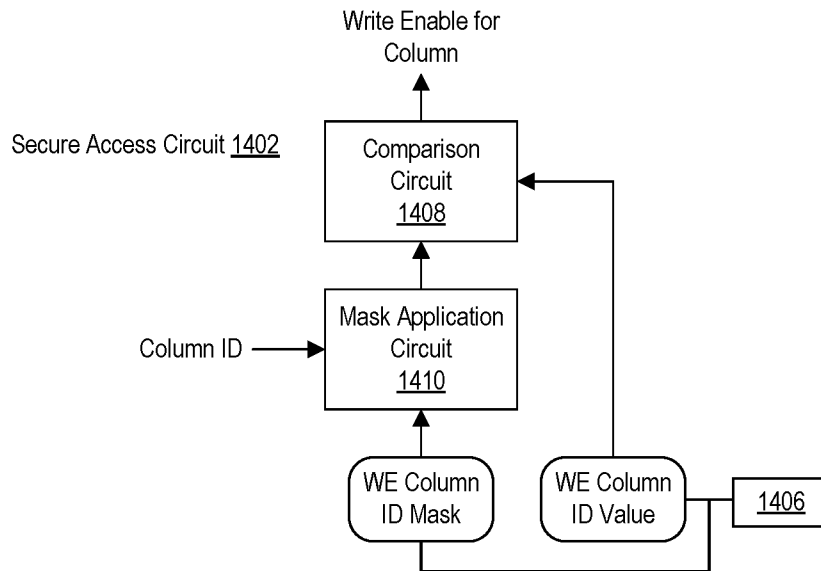 Write Enable for
Column
Secure Access Circuit 1402
Comparison
Circuit
1408
Mask Application
Circuit
1410
Column ID
WE Column
ID Mask
WE Column
ID Value
1406